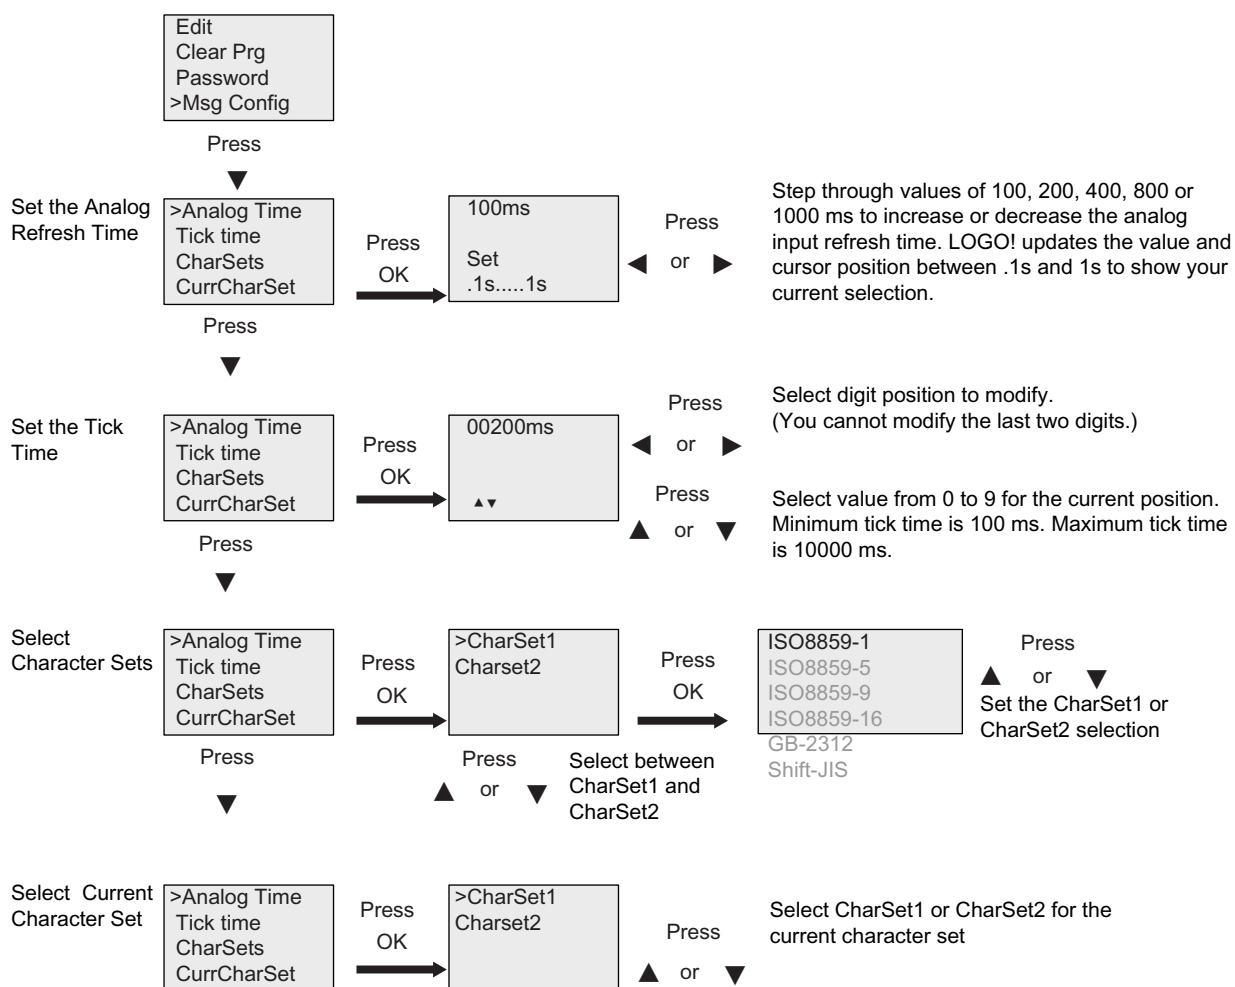 Edit
Clear Prg
Password
>Msg Config
Press
Set the Analog
Refresh Time
>Analog Time
Tick time
CharSets
CurrCharSet
Press
OK
100ms
Set
.1s.....1s
Press
or
Step through values of 100, 200, 400, 800 or
1000 ms to increase or decrease the analog
input refresh time. LOGO! updates the value and
cursor position between .1s and 1s to show your
current selection.
Press
Set the Tick
Time
>Analog Time
Tick time
CharSets
CurrCharSet
Press
OK
00200ms
Press
or
Select digit position to modify.
(You cannot modify the last two digits.)
Press
or
Select value from 0 to 9 for the current position.
Minimum tick time is 100 ms. Maximum tick time
is 10000 ms.
Press
Select
Character Sets
>Analog Time
Tick time
CharSets
CurrCharSet
Press
OK
>CharSet1
Charset2
Press
OK
ISO8859-1
ISO8859-5
ISO8859-9
ISO8859-16
GB-2312
Shift-JIS
Press
or
Set the CharSet1 or
CharSet2 selection
Press
or
Select between
CharSet1 and
CharSet2
Press
Select Current
Character Set
>Analog Time
Tick time
CharSets
CurrCharSet
Press
OK
>CharSet1
Charset2
Press
or
Select CharSet1 or CharSet2 for the
current character set